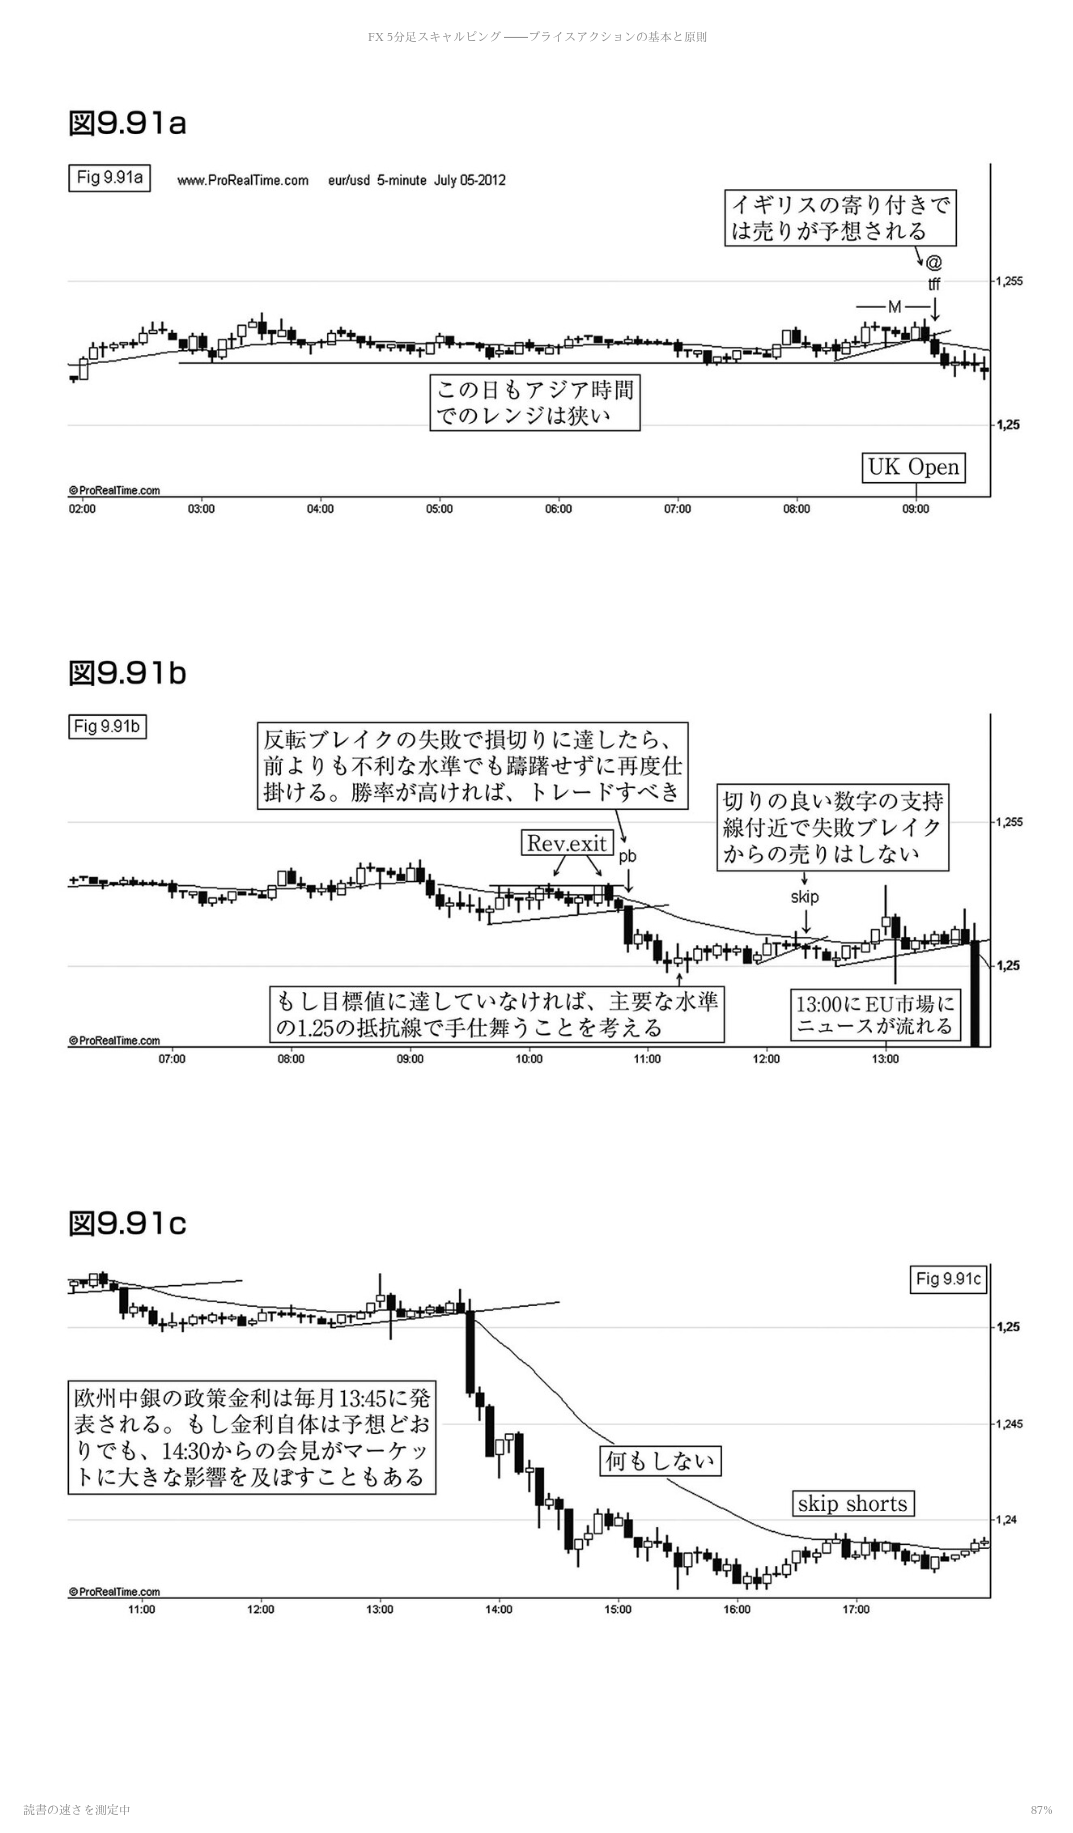 FX 5分足スキャルピング ――プライスアクションの基本と原則
図9.91a
Fig 9.91a
www.ProRealTime.com eur/usd 5-minute July 05-2012
イギリスの寄り付きで
は売りが予想される
@
tff
M
1,255
この日もアジア時間
でのレンジは狭い
1,25
UK Open
©ProRealTime.com
02:00 03:00 04:00 05:00 06:00 07:00 08:00 09:00
図9.91b
Fig 9.91b
反転ブレイクの失敗で損切りに達したら、
前よりも不利な水準でも躊躇せずに再度仕
掛ける。勝率が高ければ、トレードすべき
切りの良い数字の支持
線付近で失敗ブレイク
からの売りはしない
1,255
Rev.exit
pb
skip
1,25
もし目標値に達していなければ、主要な水準
の1.25の抵抗線で手仕舞うことを考える
13:00にEU市場に
ニュースが流れる
©ProRealTime.com
07:00 08:00 09:00 10:00 11:00 12:00 13:00
図9.91c
Fig 9.91c
1,25
欧州中銀の政策金利は毎月13:45に発
表される。もし金利自体は予想どお
りでも、14:30からの会見がマーケッ
トに大きな影響を及ぼすこともある
1,245
何もしない
skip shorts
1,24
©ProRealTime.com
11:00 12:00 13:00 14:00 15:00 16:00 17:00
読書の速さを測定中
87%